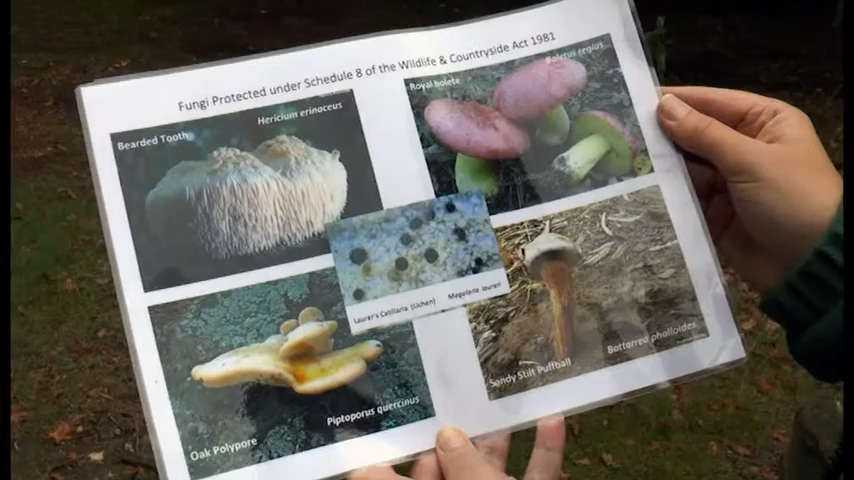 Fungi Protected under Schedule 8 of the Wildlife & Countryside Act 1981
Bearded Tooth
Hericium erinaceus
Royal bolete
Boletus regius
Laurer's Catillaria (Lichen)
Megalaria laureri
Oak Polypore
Piptoporus quercinus
Sandy Stilt Puffball
Battarrea phalloides